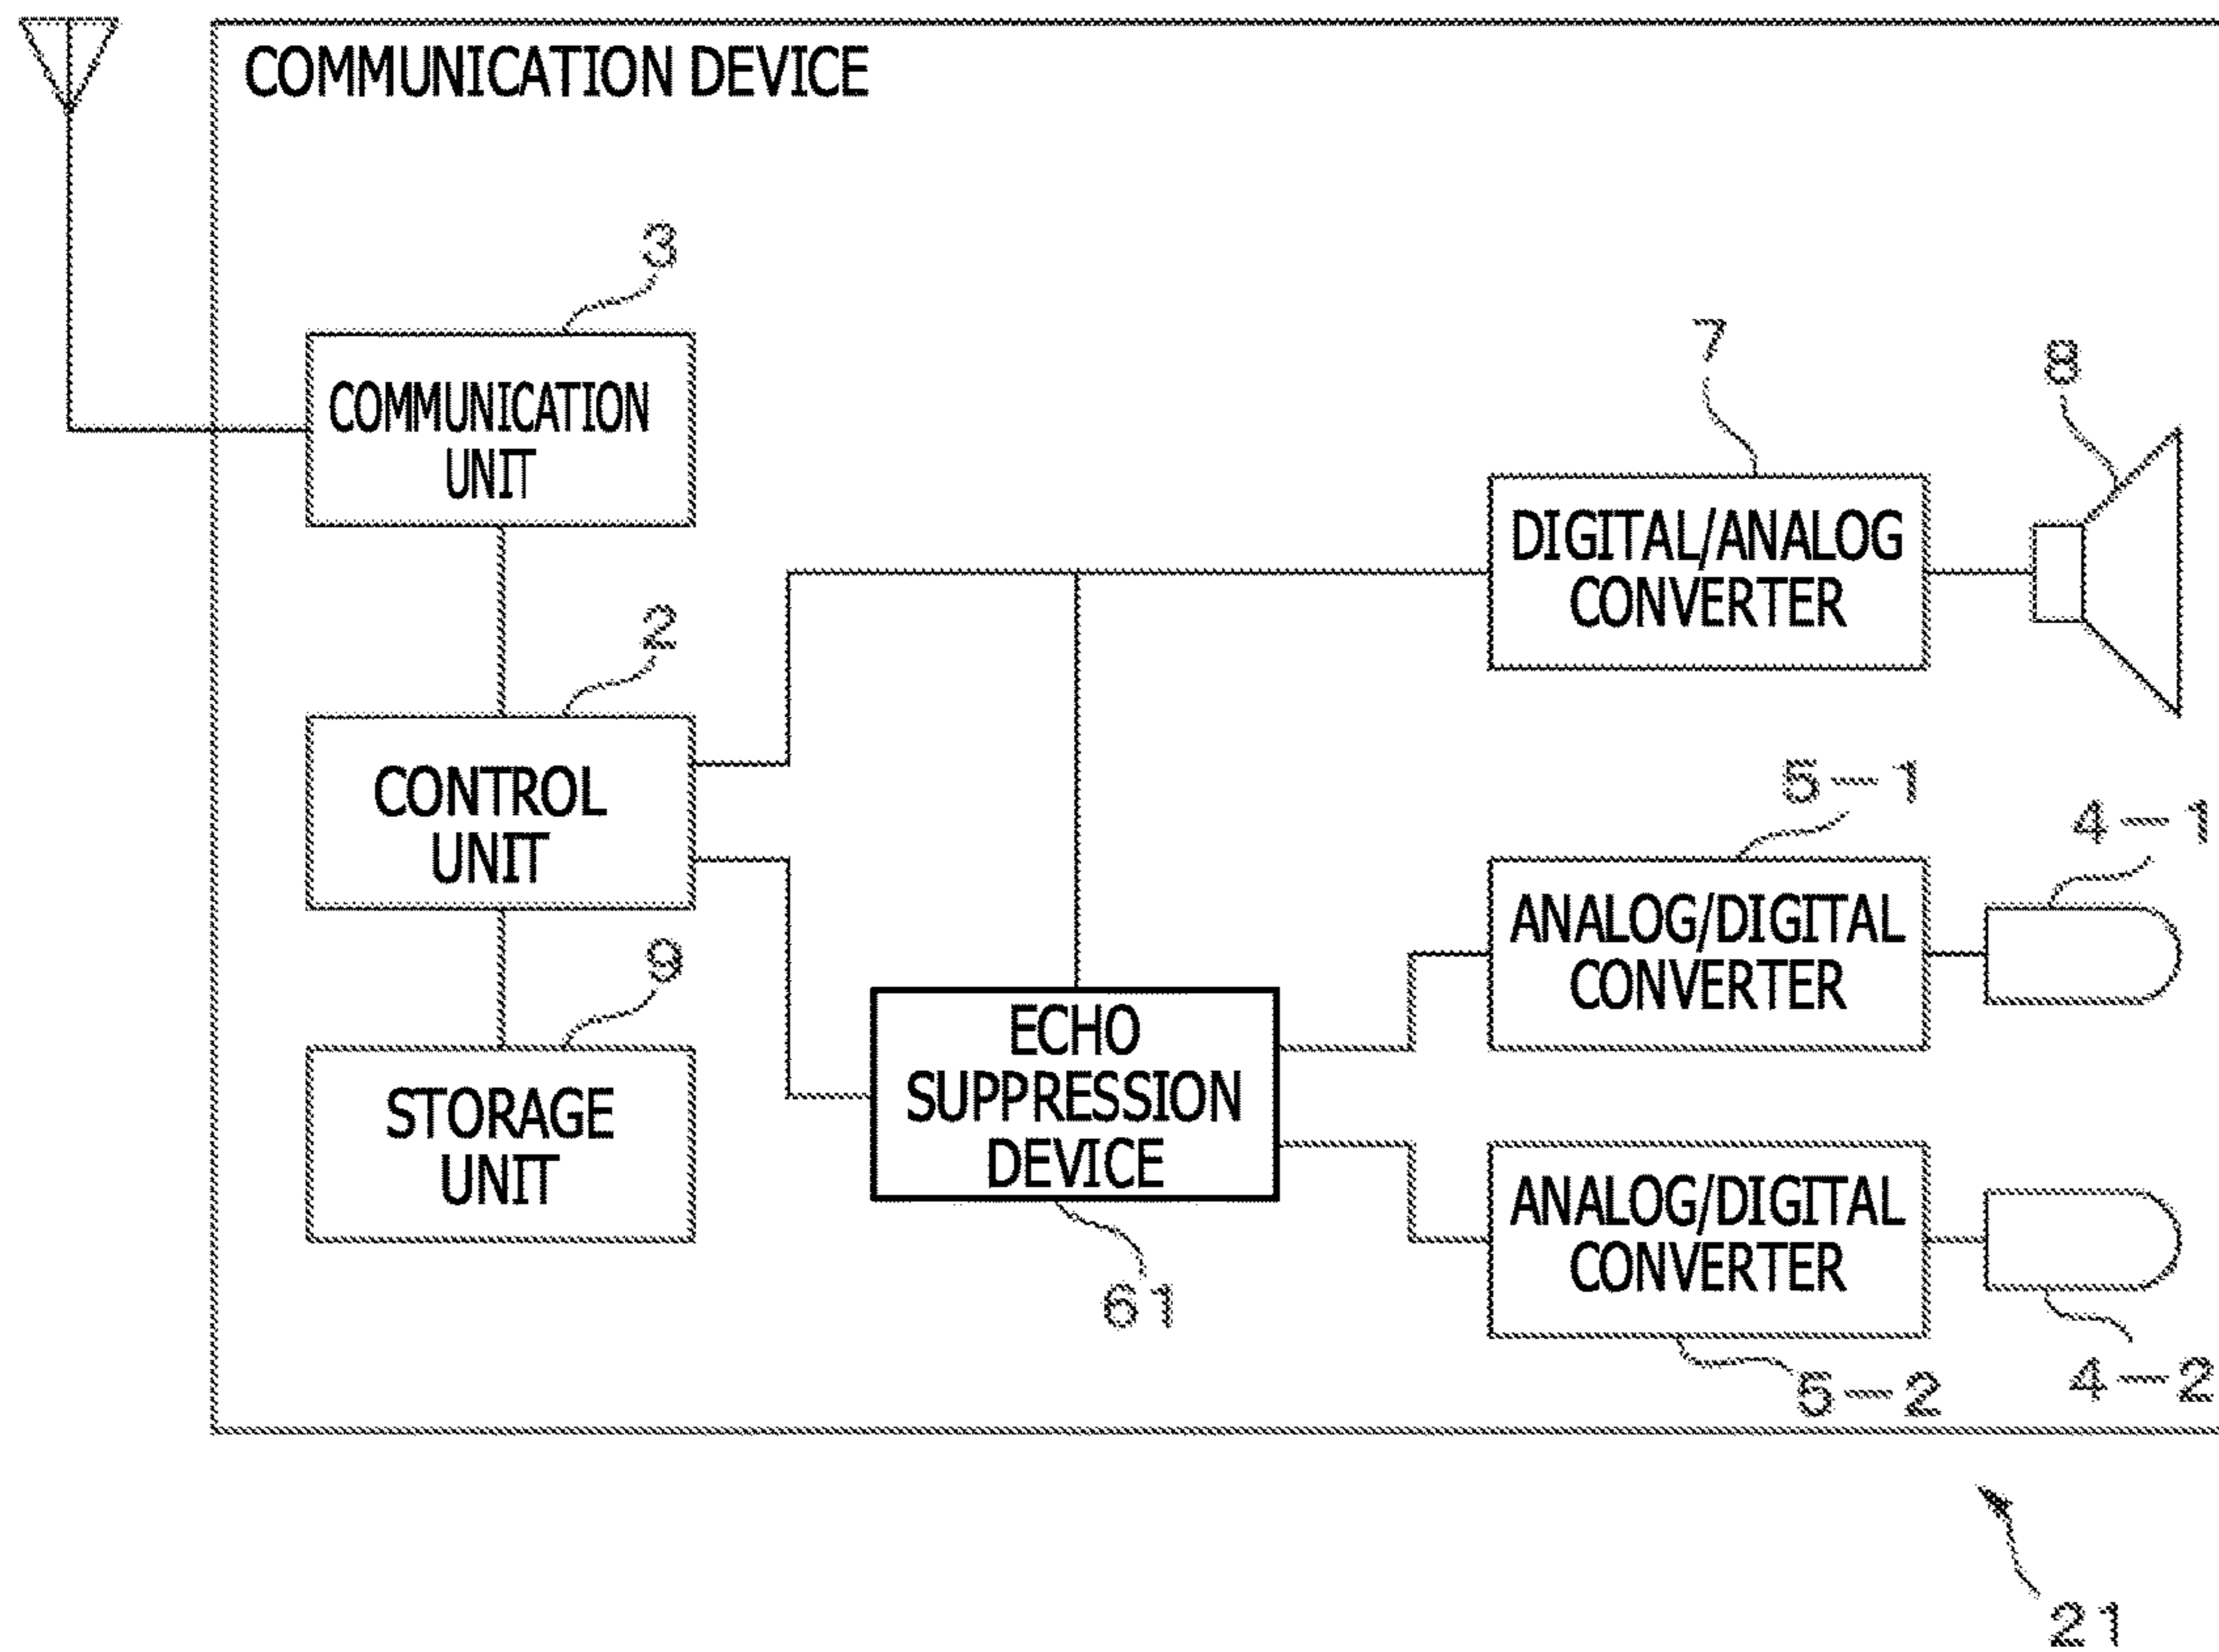 COMMUNICATION DEVICE
3
COMMUNICATION
UNIT
7
8
DIGITAL/ANALOG
CONVERTER
2
CONTROL
UNIT
5-1
4-1
ANALOG/DIGITAL
CONVERTER
9
STORAGE
UNIT
ECHO
SUPPRESSION
DEVICE
61
ANALOG/DIGITAL
CONVERTER
5-2
4-2
21